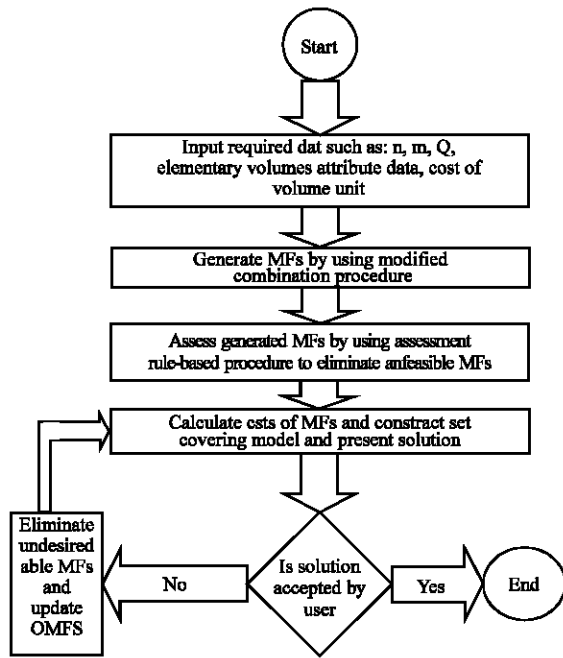 Start
Input required dat such as: n, m, Q,
elementary volumes attribute data, cost of
volume unit
Generate MFs by using modified
combination procedure
Assess generated MFs by using assessment
rule-based procedure to eliminate anfeasible MFs
Calculate csts of MFs and constract set
covering model and present solution
Eliminate
undesired
able MFs
and
update
OMFS
No
Is solution
accepted by
user
Yes
End